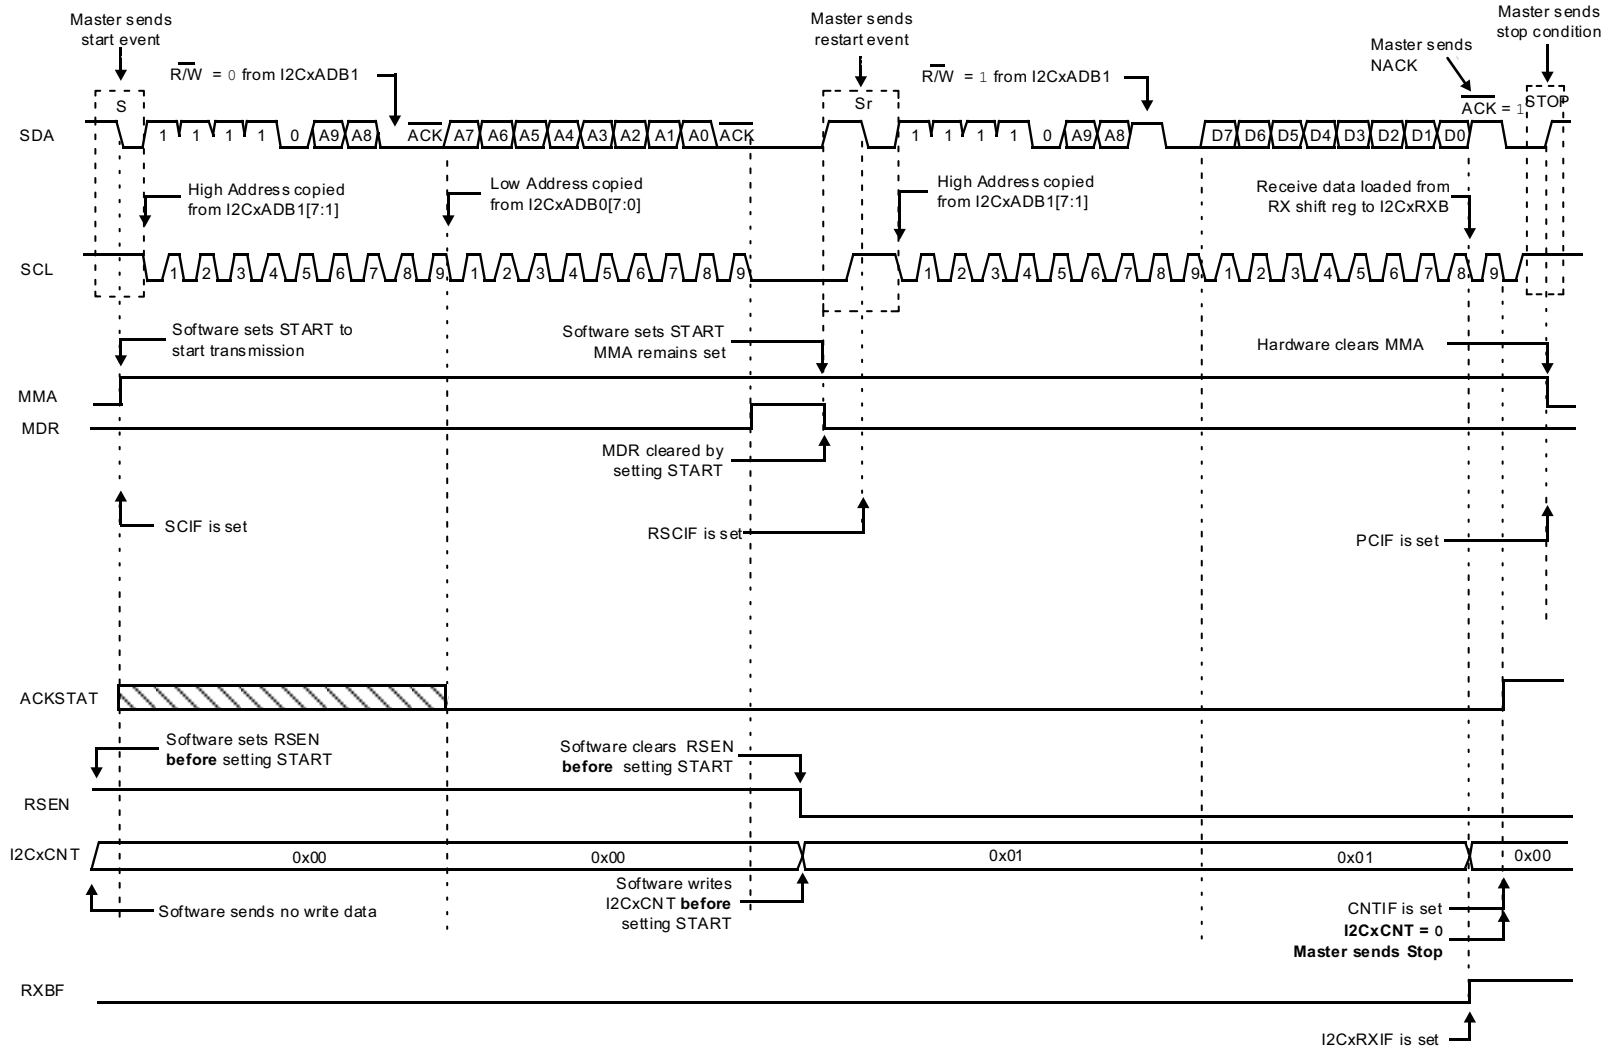 Master sends
start event
Master sends
restart event
Master sends
stop condition
Master sends
NACK
R/W = 0 from I2CxADB1
R/W = 1 from I2CxADB1
ACK = 1
S
Sr
STOP
SDA
1 1 1 1 0 A9 A8 ACK A7 A6 A5 A4 A3 A2 A1 A0 ACK
1 1 1 1 0 A9 A8 D7 D6 D5 D4 D3 D2 D1 D0
High Address copied
from I2CxADB1[7:1]
Low Address copied
from I2CxADB0[7:0]
High Address copied
from I2CxADB1[7:1]
Receive data loaded from
RX shift reg to I2CxRXB
SCL
1 2 3 4 5 6 7 8 9 1 2 3 4 5 6 7 8 9
1 2 3 4 5 6 7 8 9 1 2 3 4 5 6 7 8 9
Software sets START to
start transmission
Software sets START
MMA remains set
Hardware clears MMA
MMA
MDR
MDR cleared by
setting START
SCIF is set
RSCIF is set
PCIF is set
ACKSTAT
Software sets RSEN
before setting START
Software clears RSEN
before setting START
RSEN
I2CxCNT
0x00
0x00
0x01
0x01
0x00
Software sends no write data
Software writes
I2CxCNT before
setting START
CNTIF is set
I2CxCNT = 0
Master sends Stop
RXBF
I2CxRXIF is set